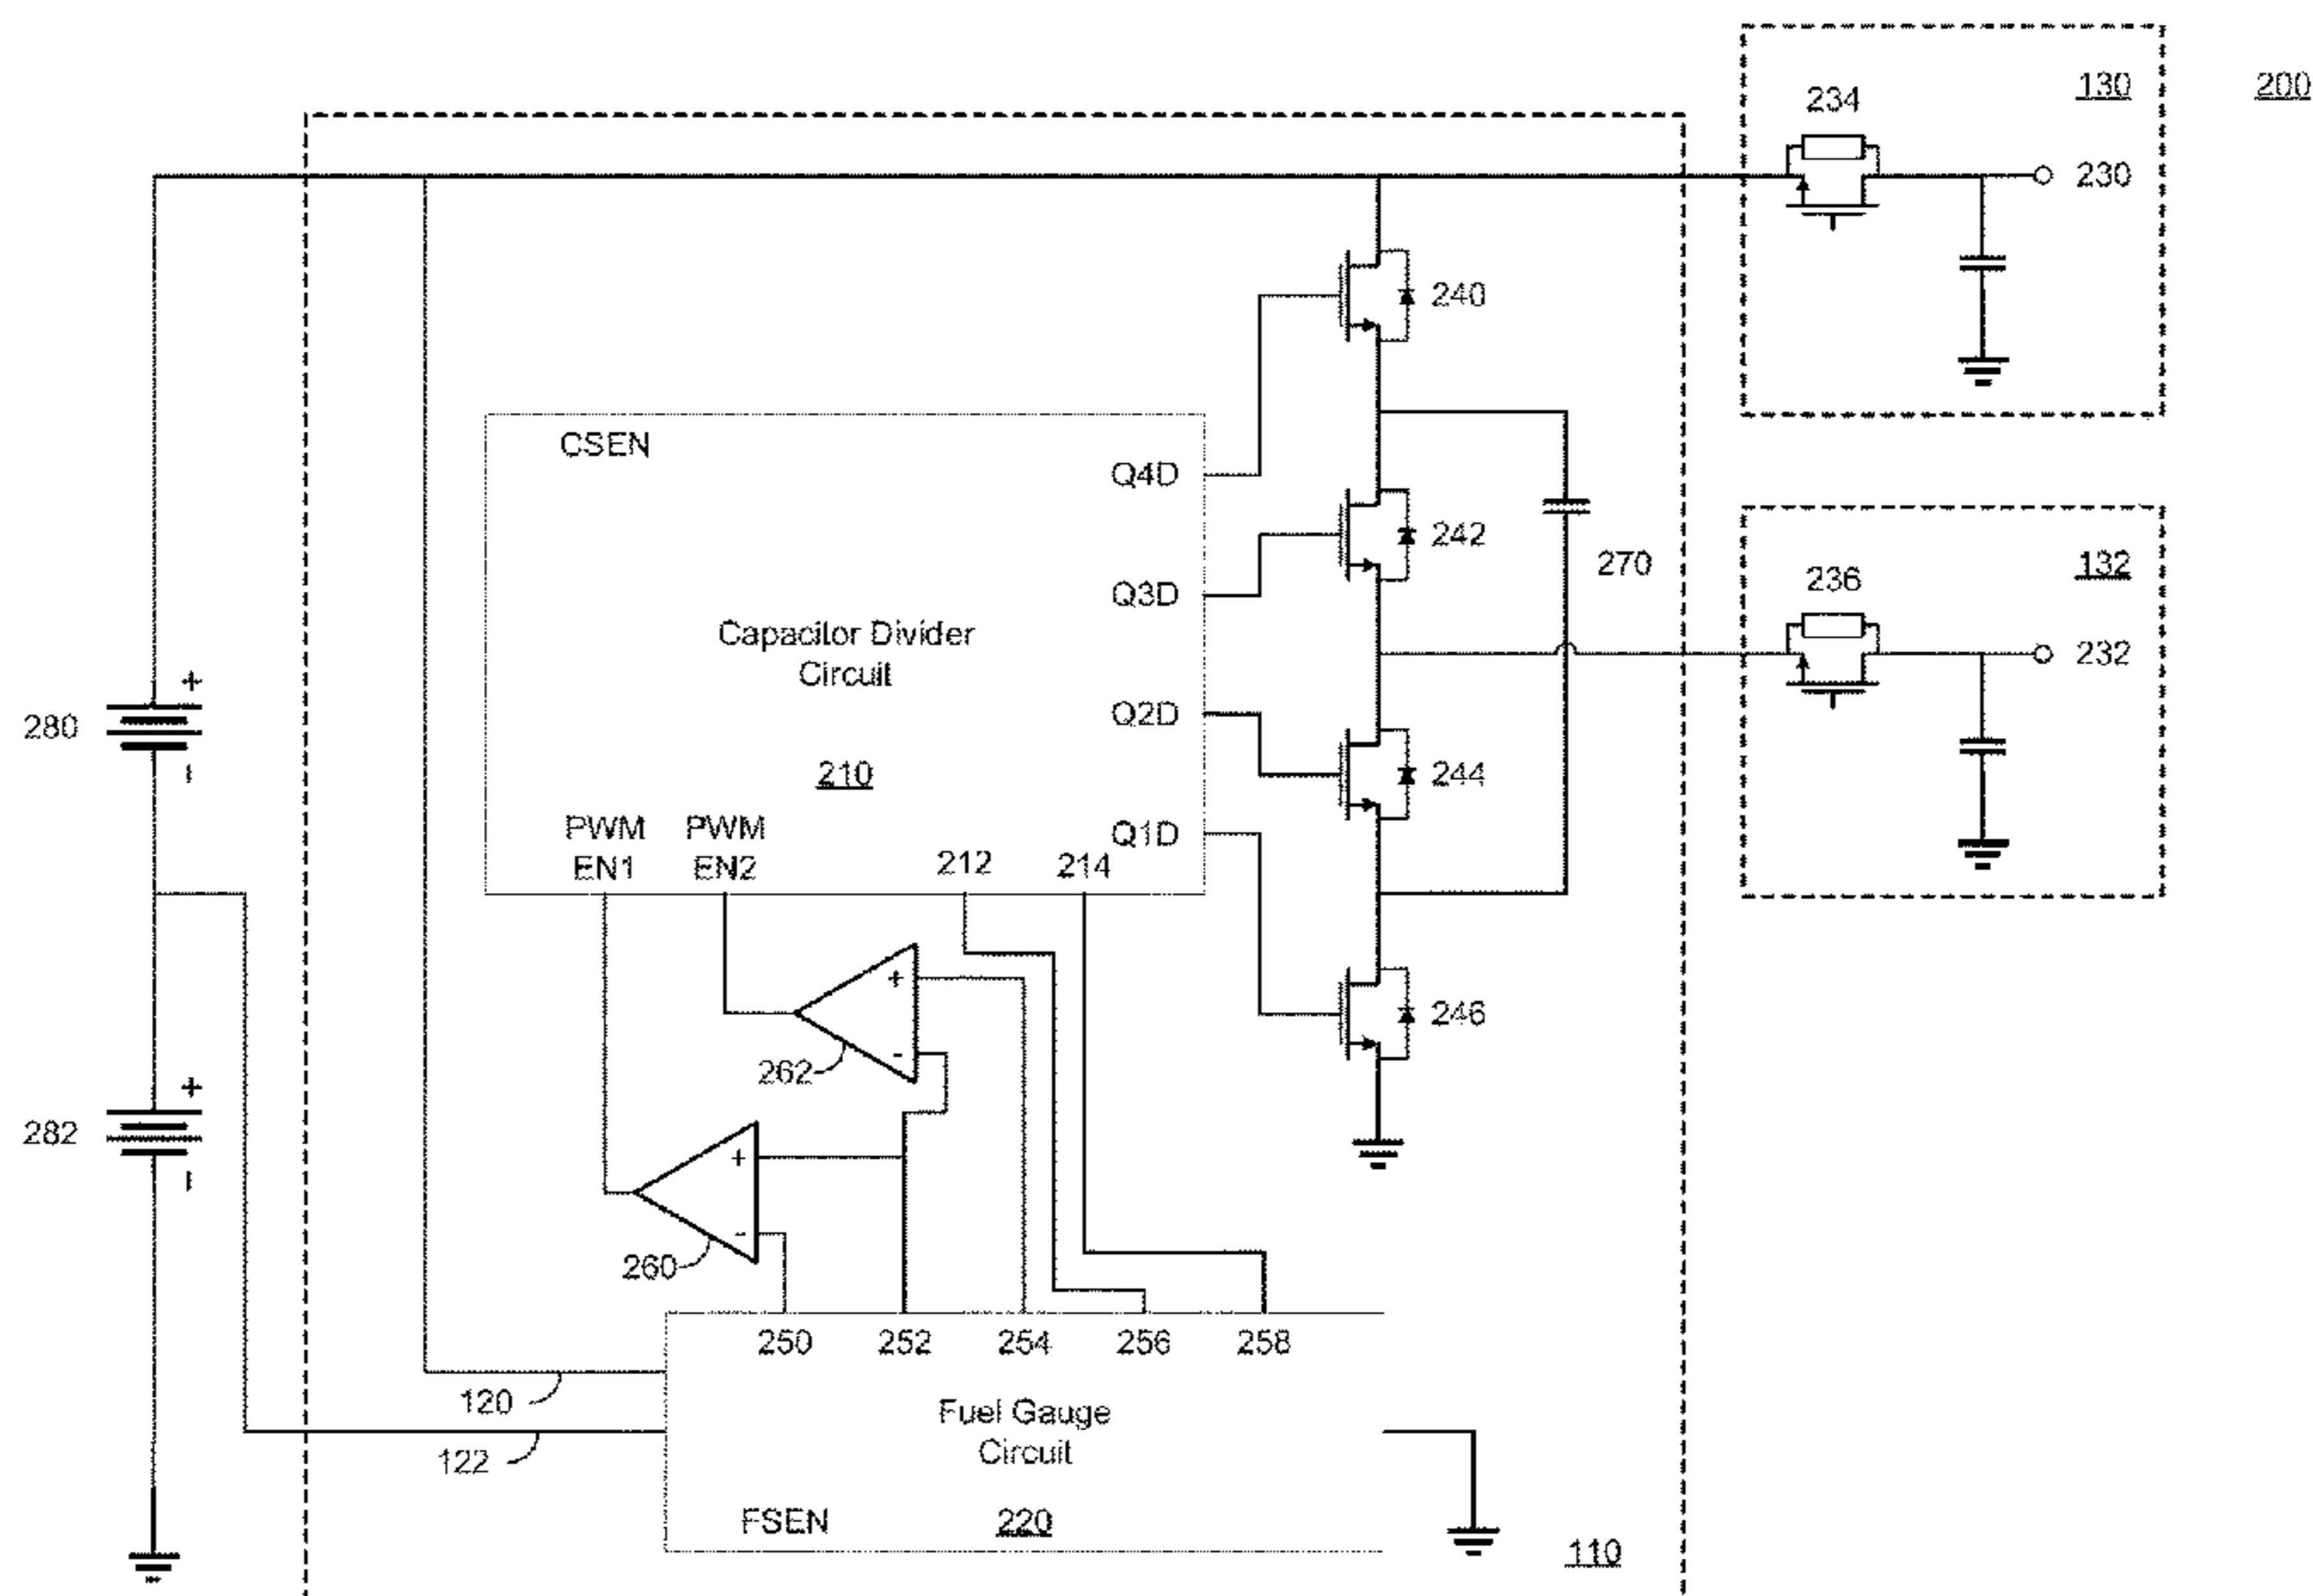 130
200
234
230
240
CSEN
Q4D
242
270
132
236
Q3D
Capacitor Divider
Circuit
232
280
+
-
Q2D
210
244
PWM
EN1
PWM
EN2
212
214
Q1D
+
-
262
246
282
+
-
+
-
260
250
252
254
256
258
120
122
Fuel Gauge
Circuit
FSEN
220
110